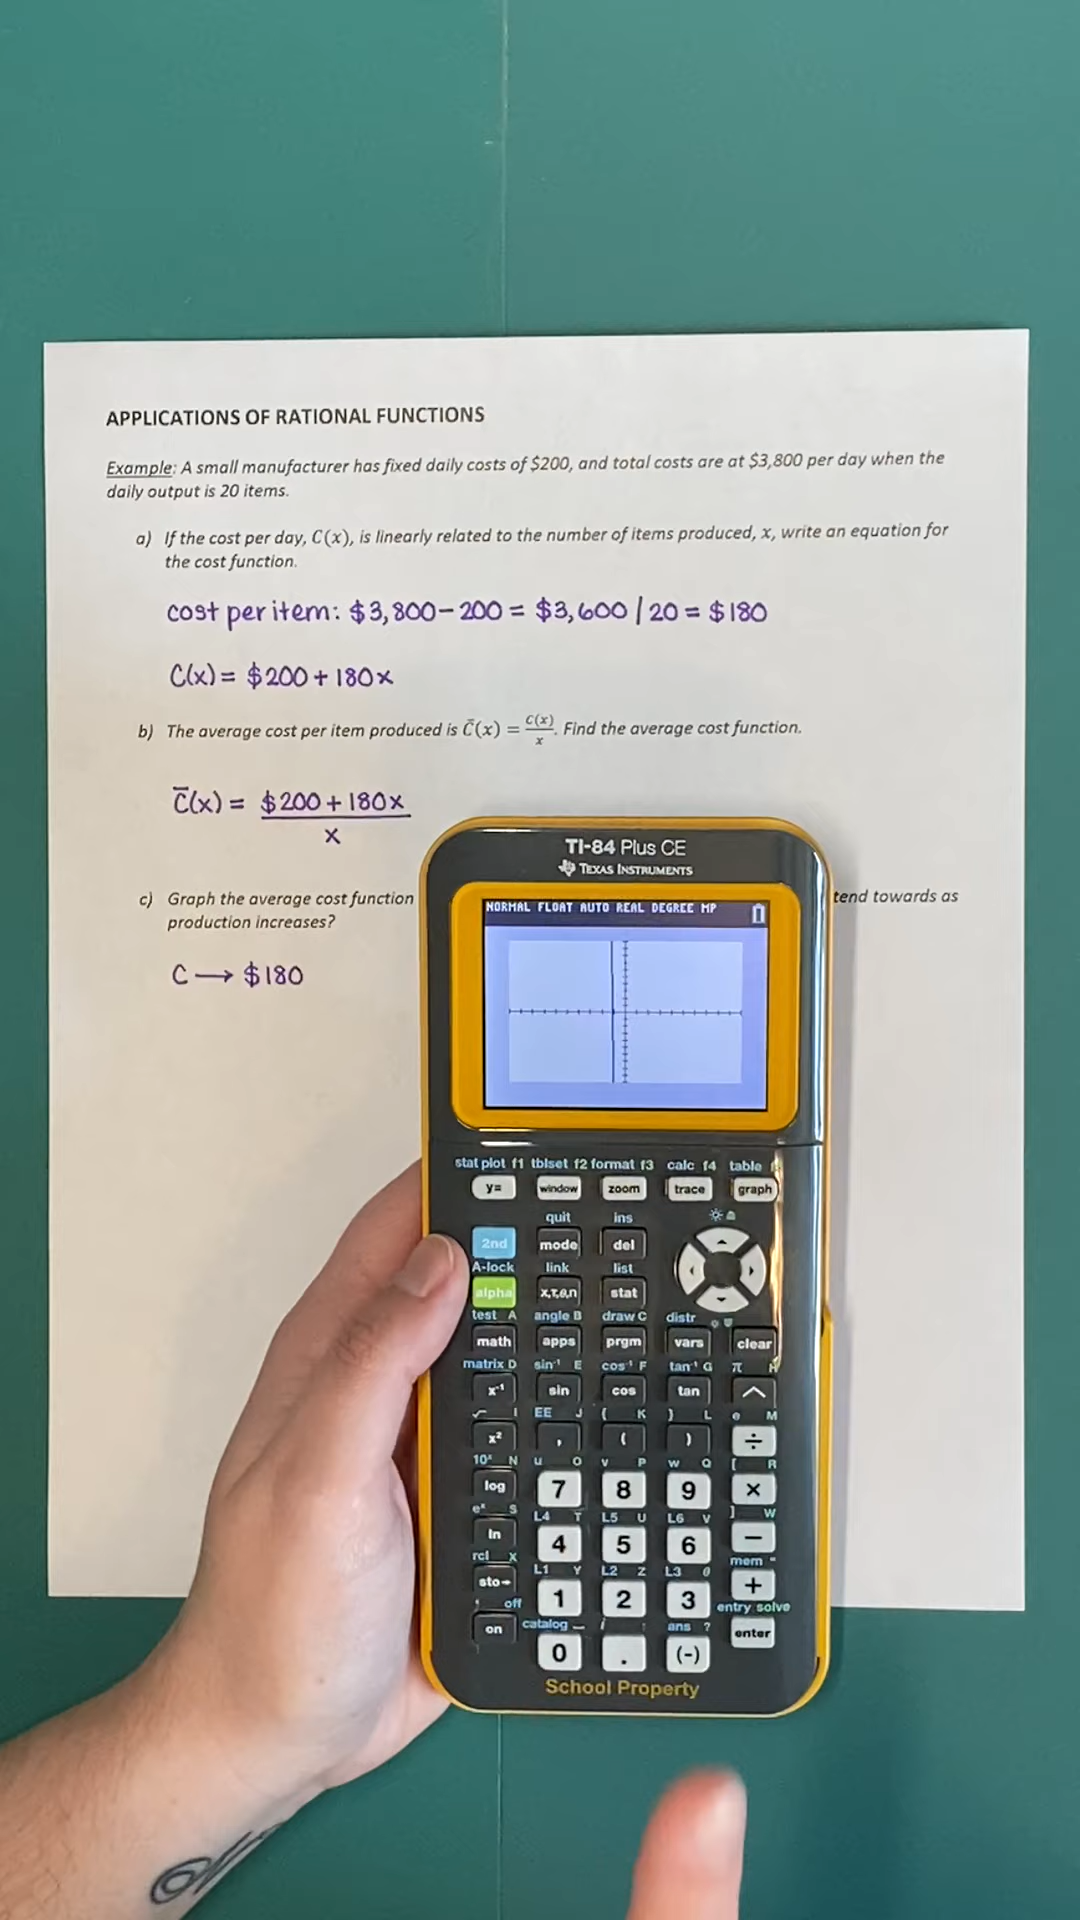 APPLICATIONS OF RATIONAL FUNCTIONS
Example: A small manufacturer has fixed daily costs of $200, and total costs are at $3,800 per day when the
daily output is 20 items.
a) If the cost per day, C(x), is linearly related to the number of items produced, x, write an equation for
the cost function.
cost per item: $3,800 - 200 = $3,600 / 20 = $180
C(x) = $200 + 180x
b) The average cost per item produced is C̄(x) = C(x)/x. Find the average cost function.
C̄(x) = $200 + 180x
x
c) Graph the average cost function tend towards as
production increases?
C → $180
TI-84 Plus CE
TEXAS INSTRUMENTS
NORMAL FLOAT AUTO REAL DEGREE MP
stat plot f1 tblset f2 format f3 calc f4 table
y= window zoom trace graph
quit ins
2nd mode del
A-lock link list
alpha X,T,θ,n stat
test A angle B draw C distr
math apps prgm vars clear
matrix D sin⁻¹ E cos⁻¹ F tan⁻¹ G π H
x⁻¹ sin cos tan ^
√ I EE J { K } L e M
x² , ( ) ÷
10ˣ N u O v P w Q [ R
log 7 8 9 ×
eˣ S L4 T L5 U L6 V ] W
ln 4 5 6 −
rcl X L1 Y L2 Z L3 θ mem "
sto→ 1 2 3 +
off catalog _ i : ans ? entry solve
on 0 . (-) enter
School Property